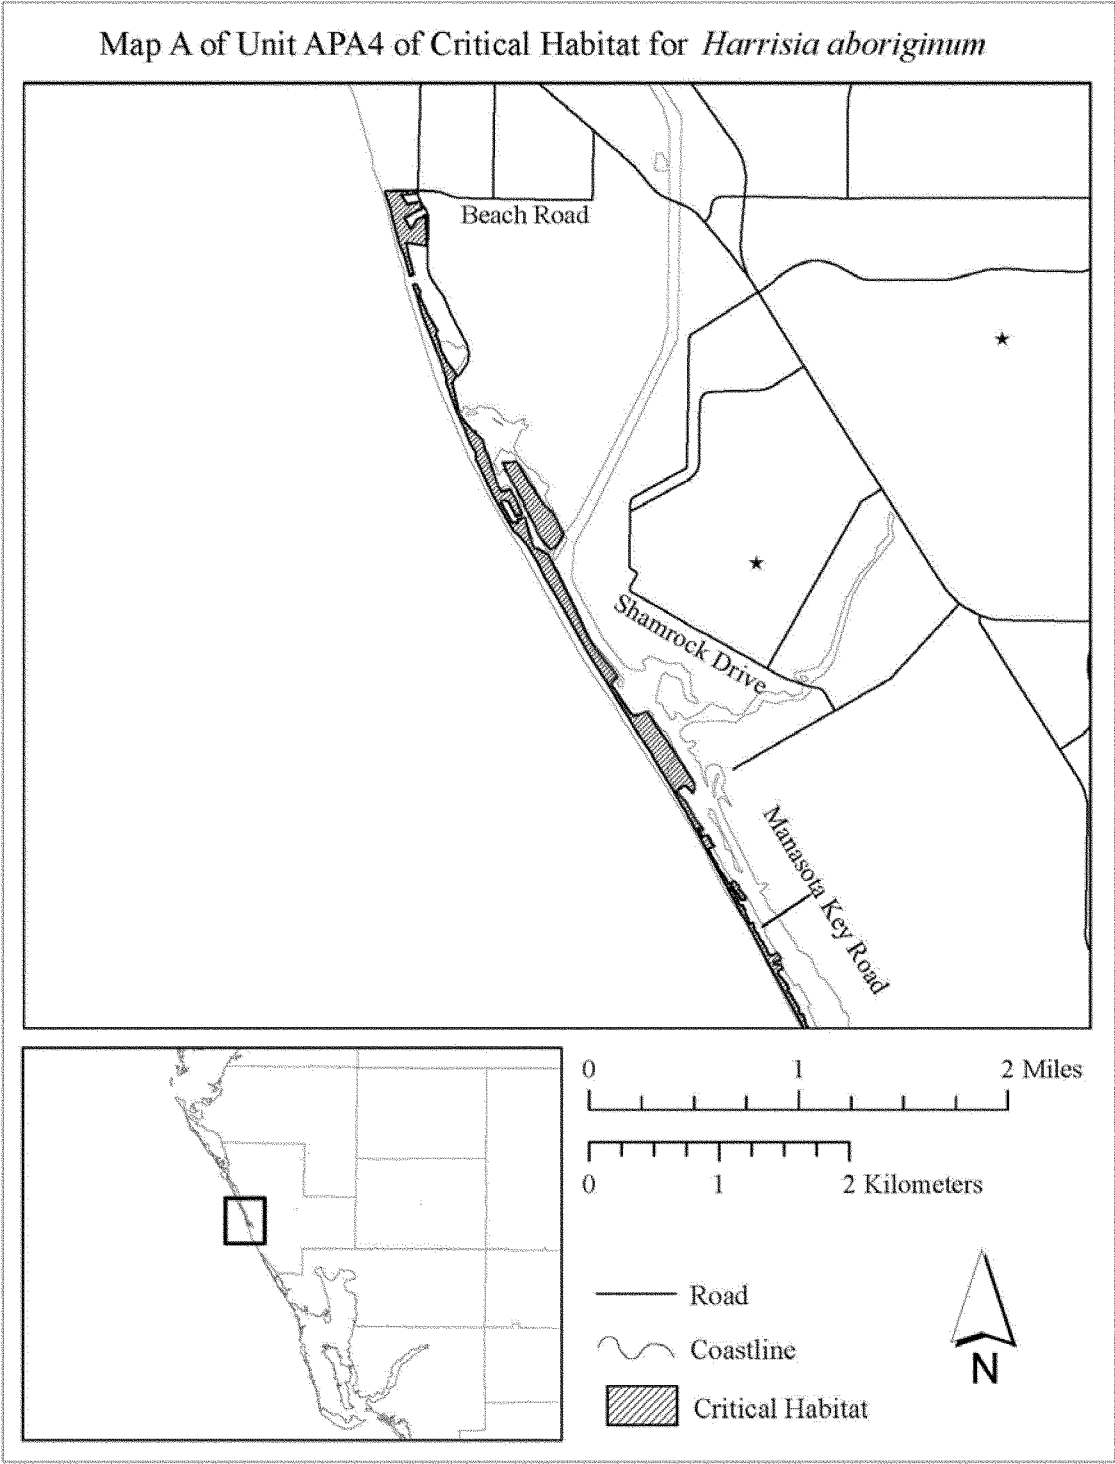 Map A of Unit APA4 of Critical Habitat for Harrisia aboriginum
Beach Road
Shamrock Drive
Manasota Key Road
0 1 2 Miles
0 1 2 Kilometers
Road
Coastline
Critical Habitat
N